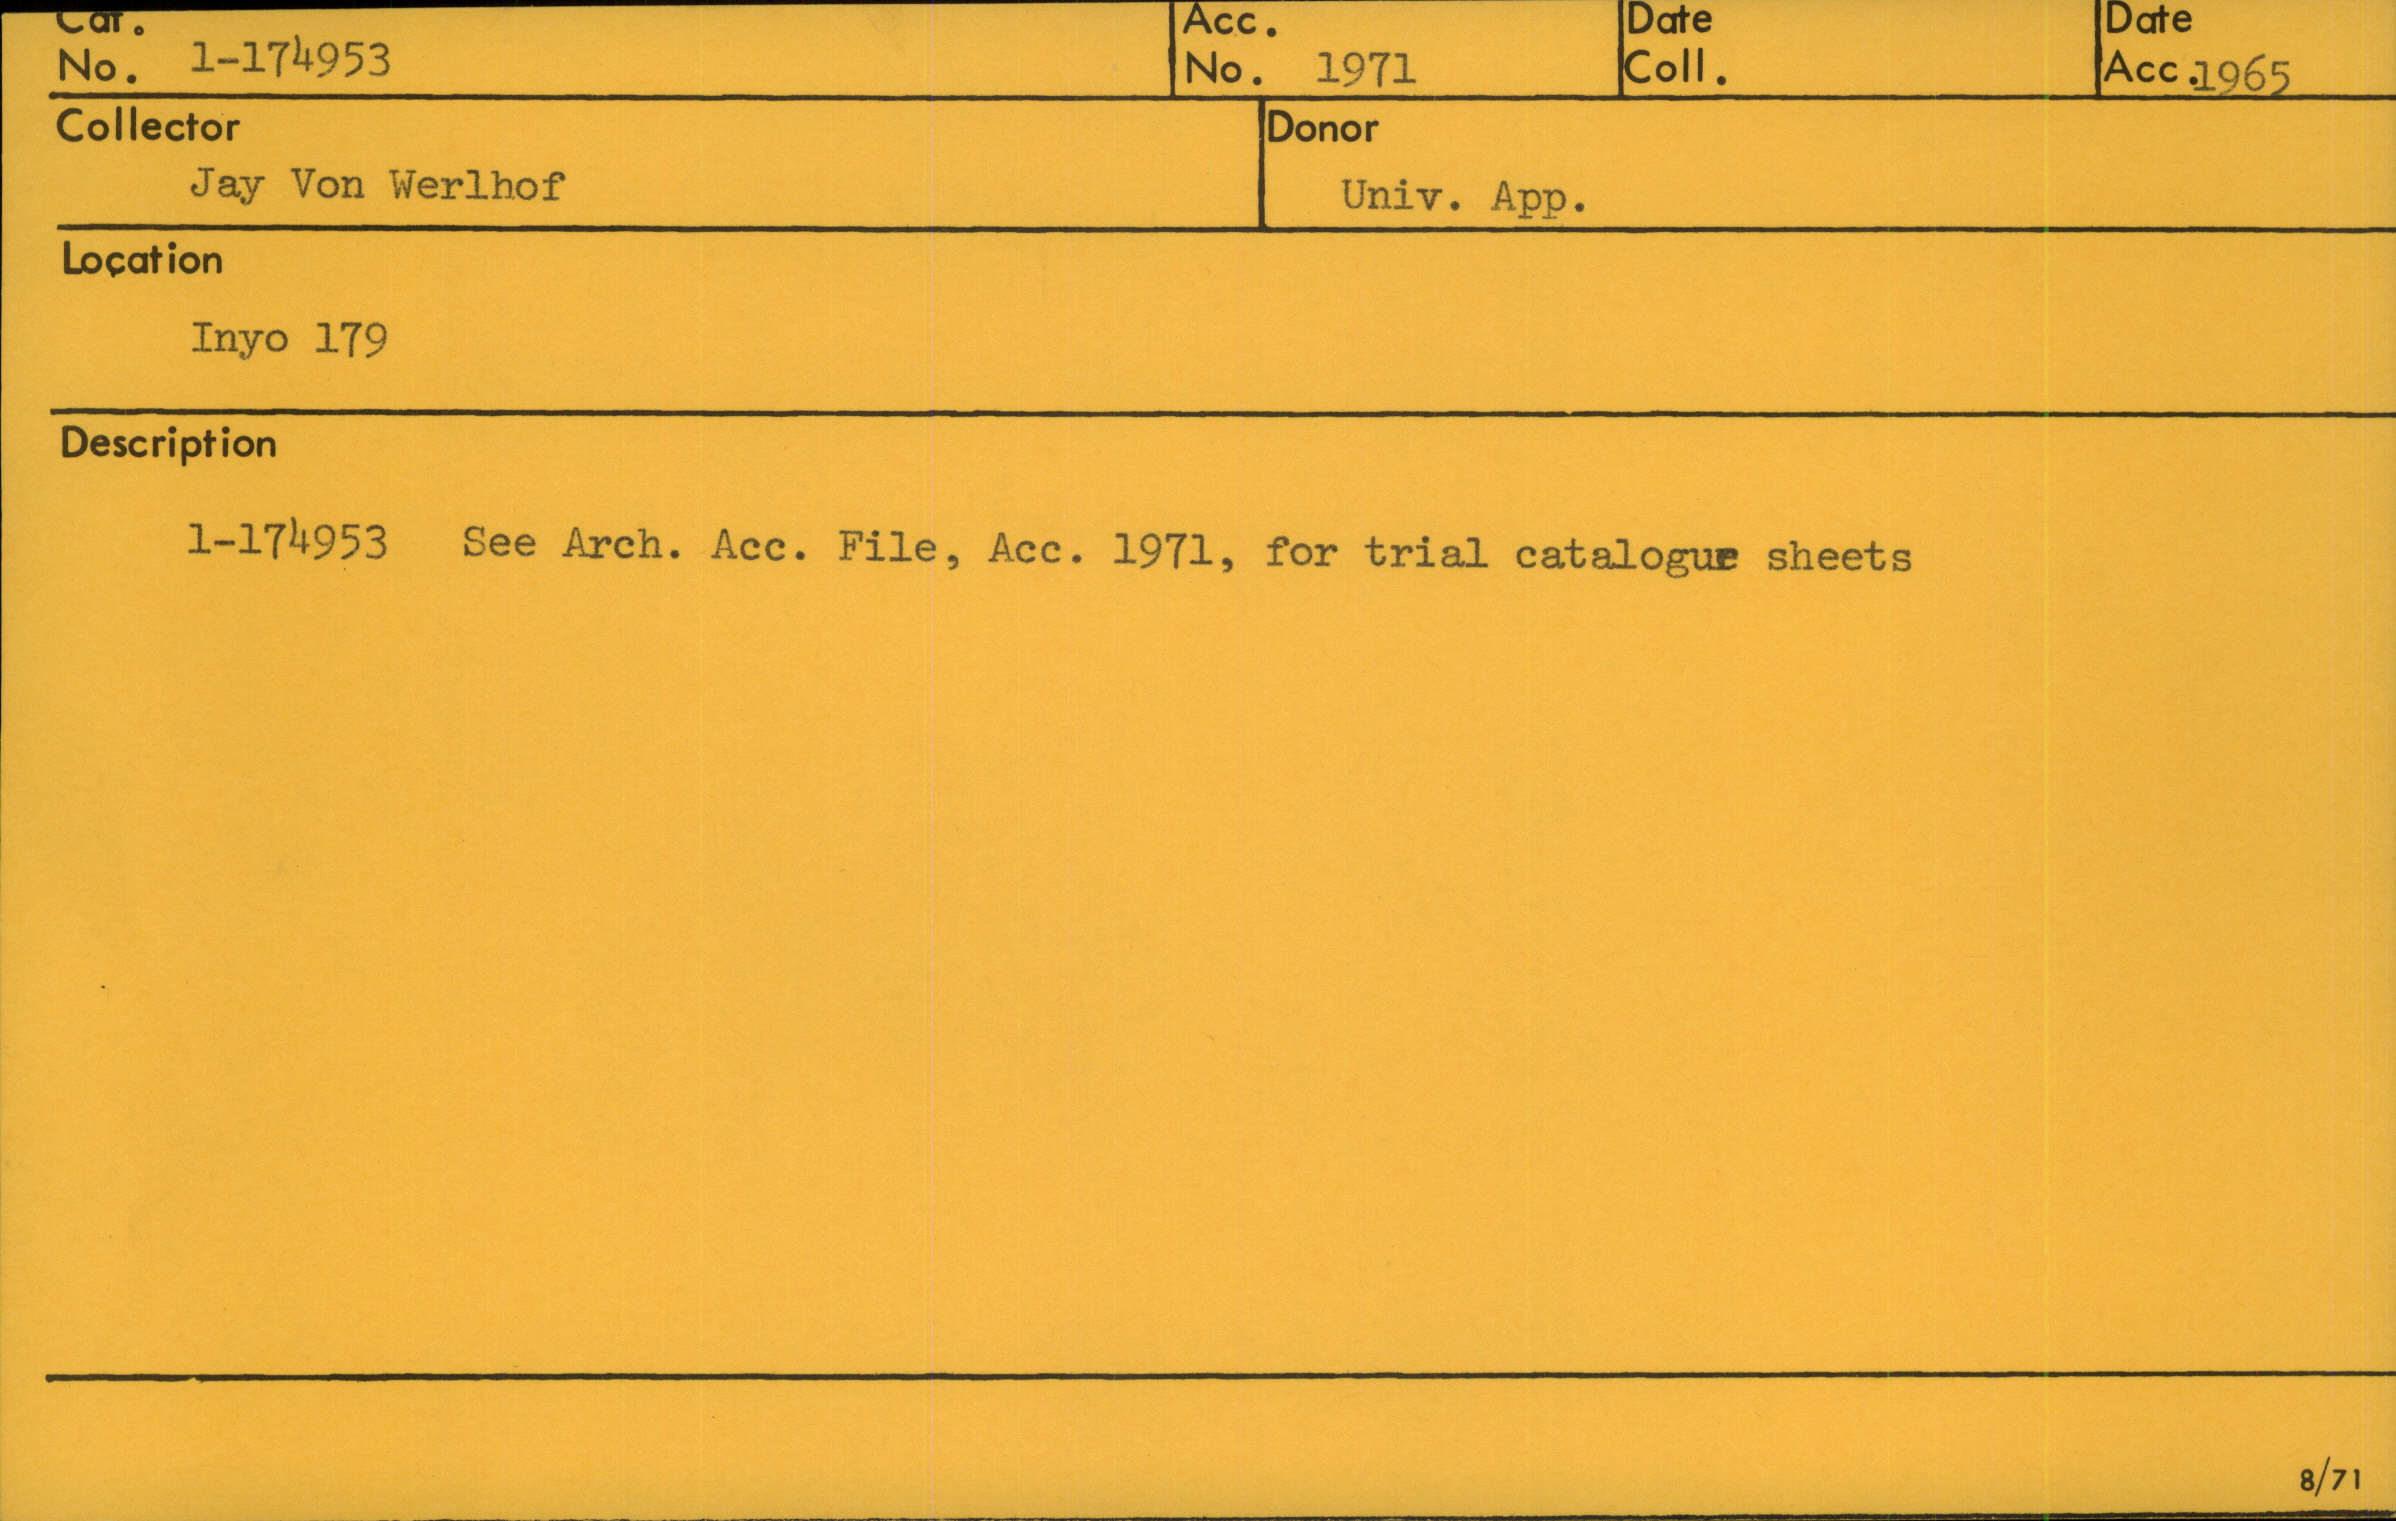 Cat. No. 1-174953
Acc. No. 1971
Date Coll.
Date Acc. 1965
Collector
Jay Von Werlhof
Donor
Univ. App.
Location
Inyo 179
Description
1-174953 See Arch. Acc. File, Acc. 1971, for trial catalogue sheets
8/71